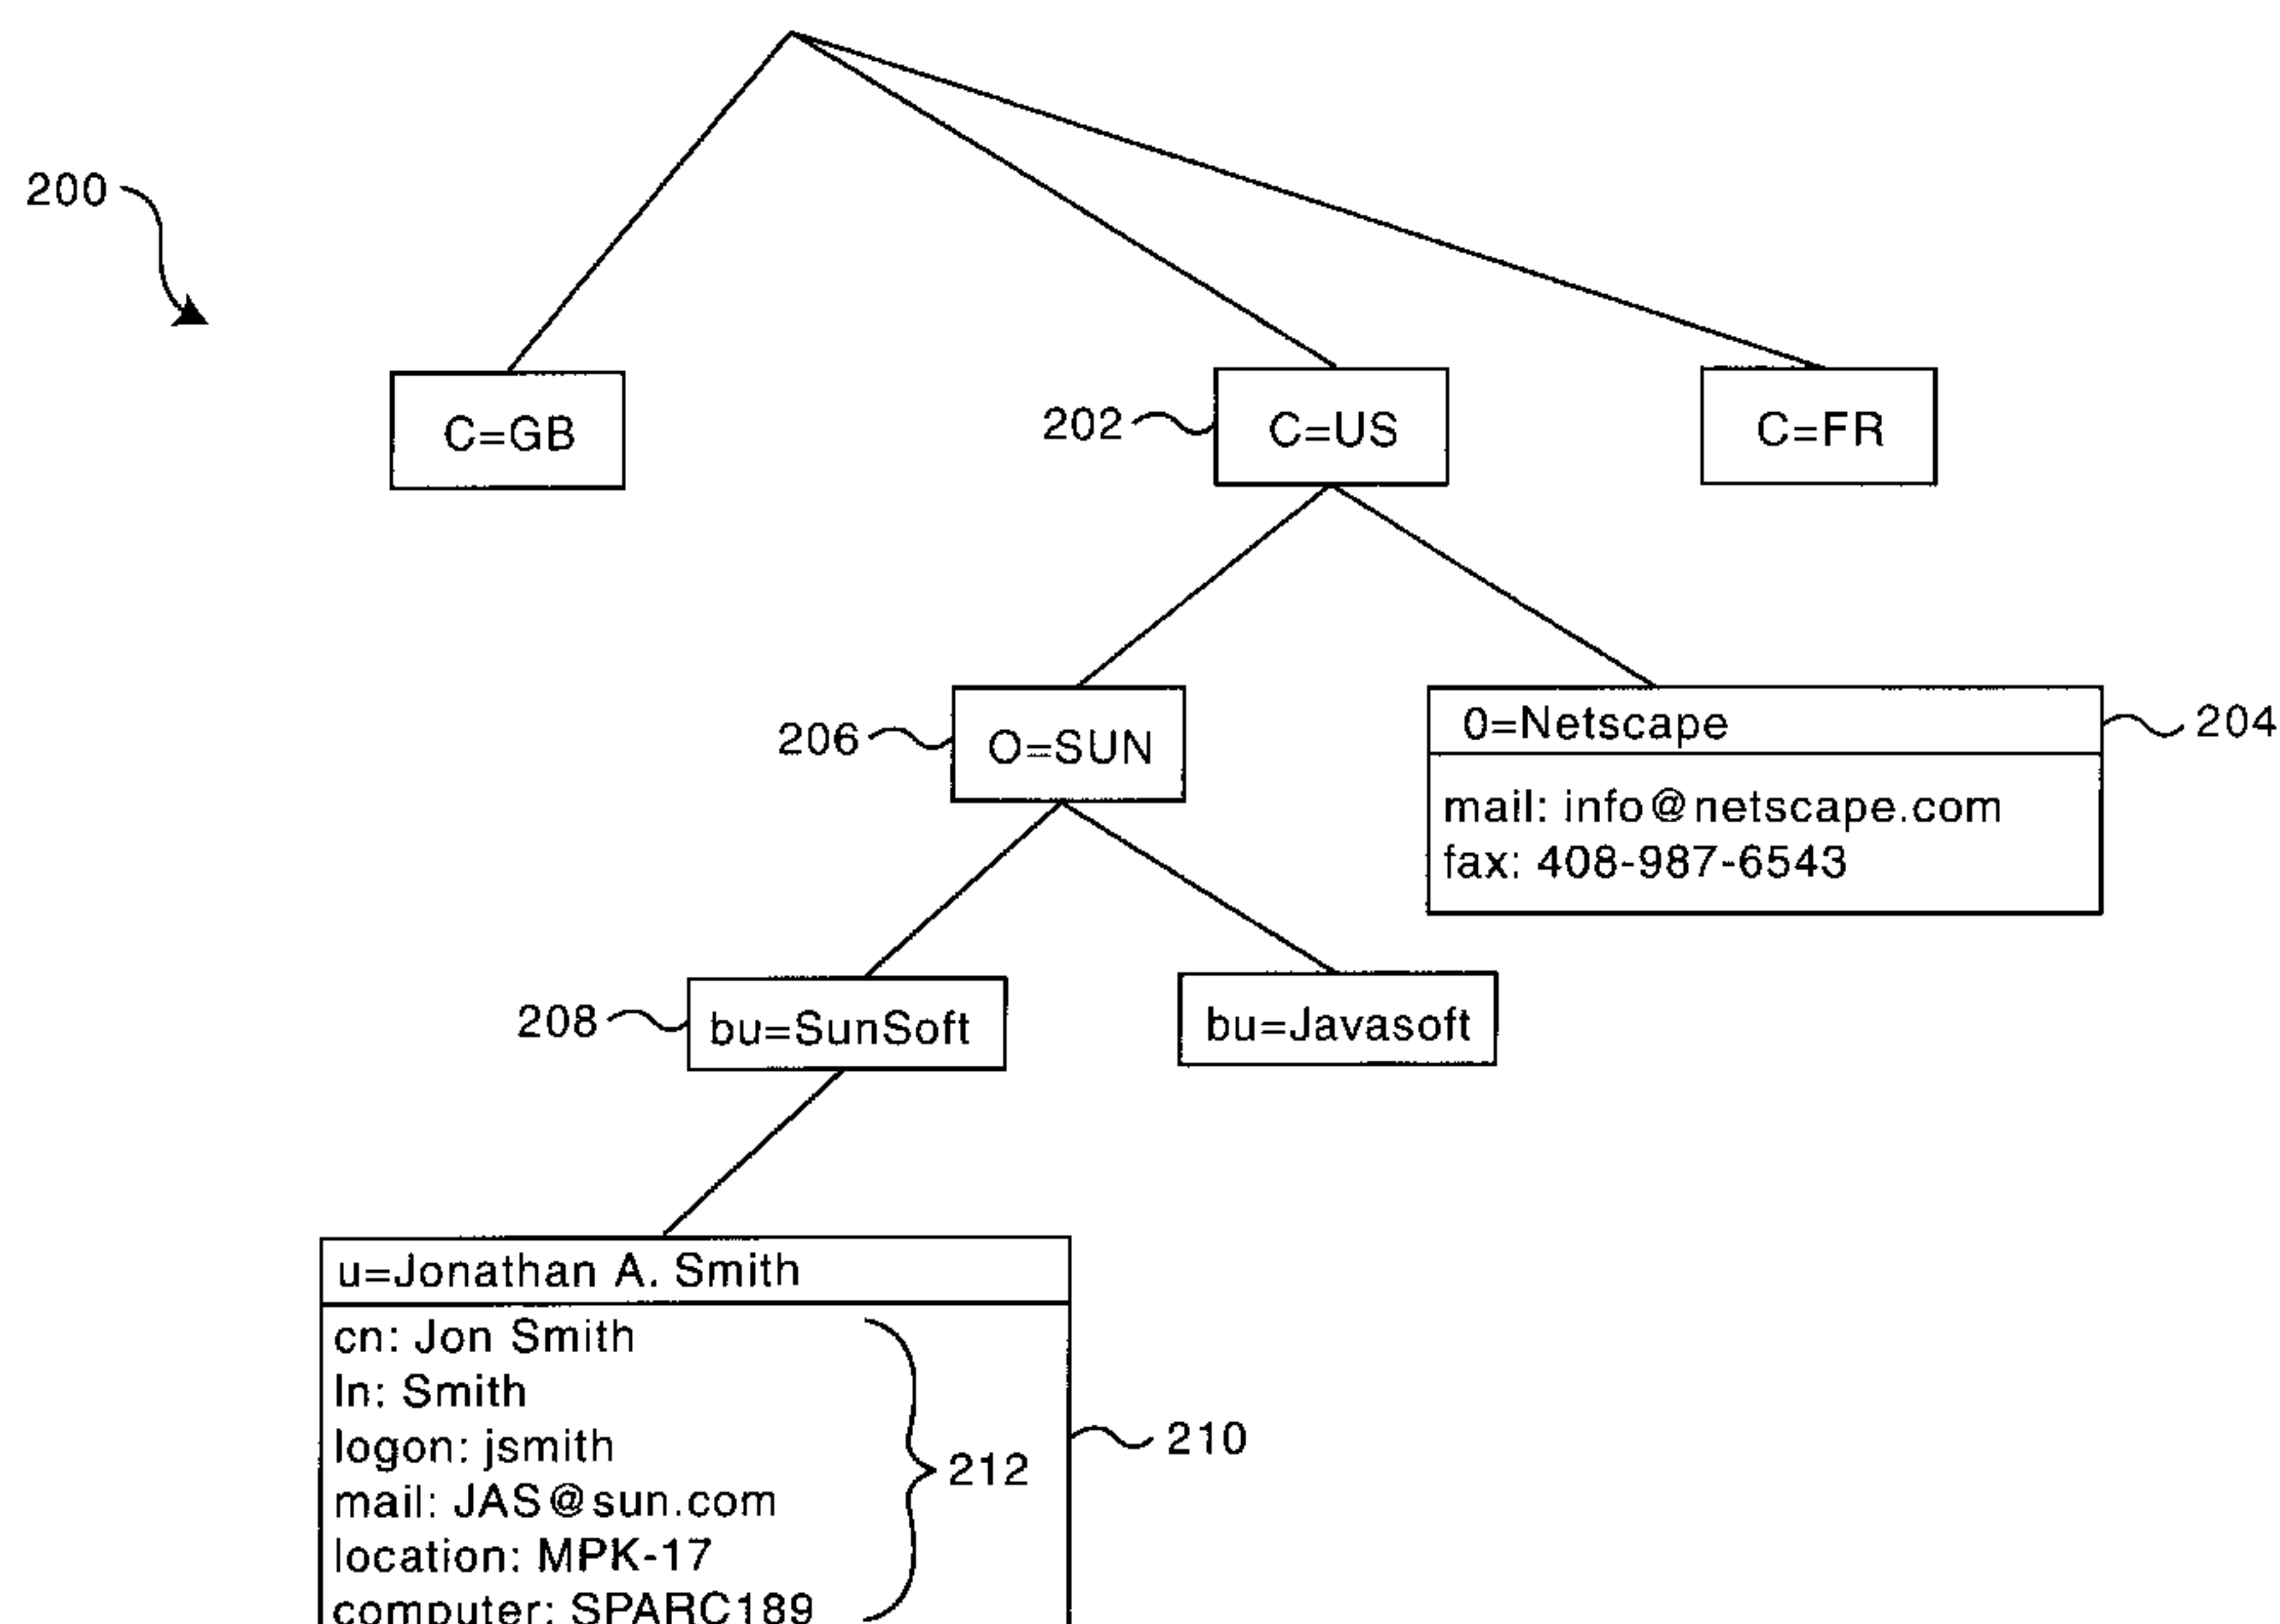 200
C=GB
202
C=US
C=FR
206
O=SUN
0=Netscape
204
mail: info@netscape.com
fax: 408-987-6543
208
bu=SunSoft
bu=Javasoft
u=Jonathan A. Smith
cn: Jon Smith
ln: Smith
logon: jsmith
mail: JAS@sun.com
location: MPK-17
computer: SPARC189
212
210